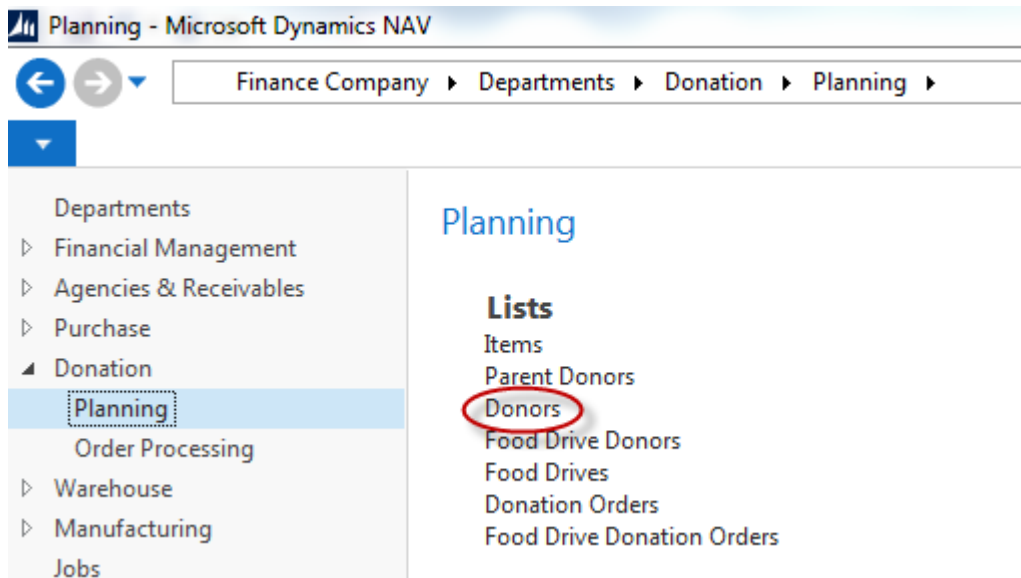 Planning - Microsoft Dynamics NAV
Finance Company Departments Donation Planning
Departments
Financial Management
Agencies & Receivables
Purchase
Donation
Planning
Order Processing
Warehouse
Manufacturing
Jobs
Planning
Lists
Items
Parent Donors
Donors
Food Drive Donors
Food Drives
Donation Orders
Food Drive Donation Orders